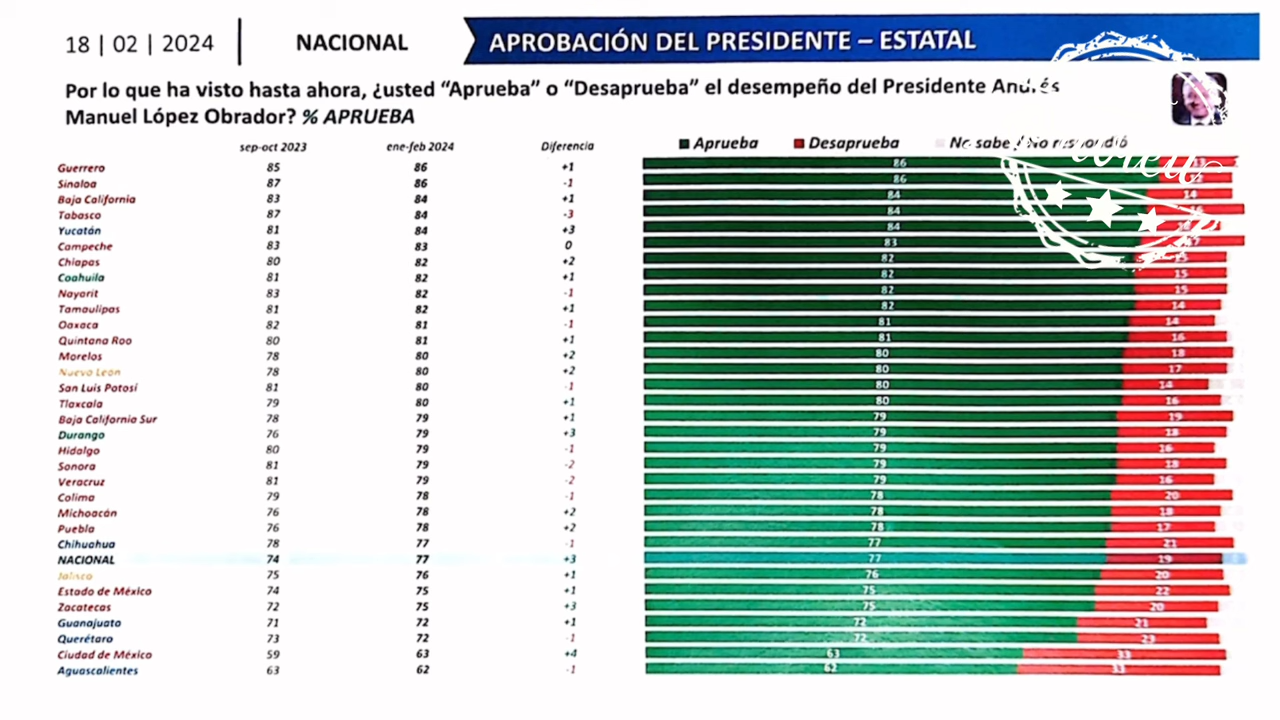 18 | 02 | 2024 NACIONAL APROBACIÓN DEL PRESIDENTE – ESTATAL
Por lo que ha visto hasta ahora, ¿usted “Aprueba” o “Desaprueba” el desempeño del Presidente Andrés
Manuel López Obrador? % APRUEBA
sep-oct 2023 ene-feb 2024 Diferencia Aprueba Desaprueba No sabe / No respondió
Guerrero 85 86 +1 86 13
Sinaloa 87 86 -1 86 12
Baja California 83 84 +1 84 14
Tabasco 87 84 -3 84 16
Yucatán 81 84 +3 84
Campeche 83 83 0 83 17
Chiapas 80 82 +2 82 15
Coahuila 81 82 +1 82 15
Nayarit 83 82 -1 82 15
Tamaulipas 81 82 +1 82 14
Oaxaca 82 81 -1 81 14
Quintana Roo 80 81 +1 81 16
Morelos 78 80 +2 80 18
Nuevo León 78 80 +2 80 17
San Luis Potosí 81 80 -1 80 14
Tlaxcala 79 80 +1 80 16
Baja California Sur 78 79 +1 79 19
Durango 76 79 +3 79 18
Hidalgo 80 79 -1 79 16
Sonora 81 79 -2 79 18
Veracruz 81 79 -2 79 16
Colima 79 78 -1 78 20
Michoacán 76 78 +2 78 18
Puebla 76 78 +2 78 17
Chihuahua 78 77 -1 77 21
NACIONAL 74 77 +3 77 19
Jalisco 75 76 +1 76 20
Estado de México 74 75 +1 75 22
Zacatecas 72 75 +3 75 20
Guanajuato 71 72 +1 72 21
Querétaro 73 72 -1 72 23
Ciudad de México 59 63 +4 63 33
Aguascalientes 63 62 -1 62 33